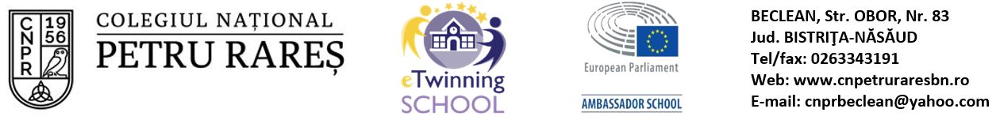 CNPR
1956
COLEGIUL NAȚIONAL
PETRU RAREȘ
eTwinning
SCHOOL
European Parliament
AMBASSADOR SCHOOL
BECLEAN, Str. OBOR, Nr. 83
Jud. BISTRIŢA-NĂSĂUD
Tel/fax: 0263343191
Web: www.cnpetruraresbn.ro
E-mail: cnprbeclean@yahoo.com